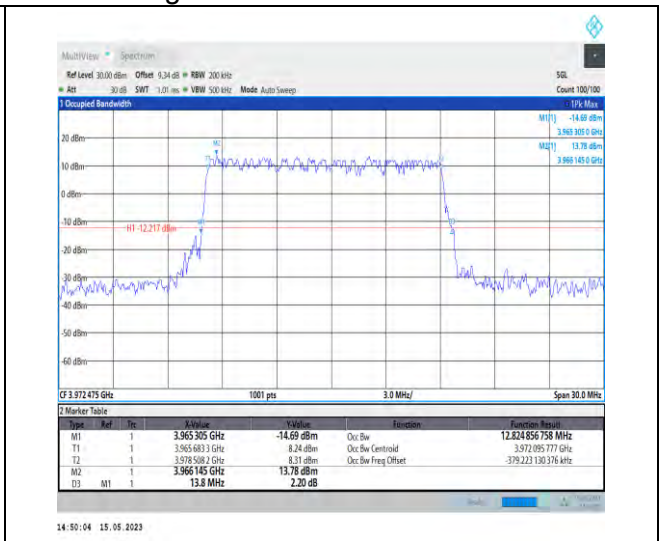 MultiView Spectrum
Ref Level 30.00 dBm Offset 9.34 dB RBW 200 kHz SGL
Att 30 dB SWT 1.01 ms VBW 500 kHz Mode Auto Sweep Count 100/100
1 Occupied Bandwidth 1Pk Max
M1[1] -14.69 dBm
3.965 305 0 GHz
M2[1] 13.78 dBm
3.966 145 0 GHz
20 dBm
M2
10 dBm
0 dBm
-10 dBm
H1 -12.217 dBm
-20 dBm
-30 dBm
-40 dBm
-50 dBm
-60 dBm
CF 3.972 475 GHz 1001 pts 3.0 MHz/ Span 30.0 MHz
2 Marker Table
Type Ref Trc X-Value Y-Value Function Function Result
M1 1 3.965 305 GHz -14.69 dBm Occ Bw 12.824 856 758 MHz
T1 1 3.965 683 3 GHz 8.24 dBm Occ Bw Centroid 3.972 095 777 GHz
T2 1 3.978 508 2 GHz 8.31 dBm Occ Bw Freq Offset -379.223 130 376 kHz
M2 1 3.966 145 GHz 13.78 dBm
D3 M1 1 13.8 MHz 2.20 dB
14:50:04 15.05.2023